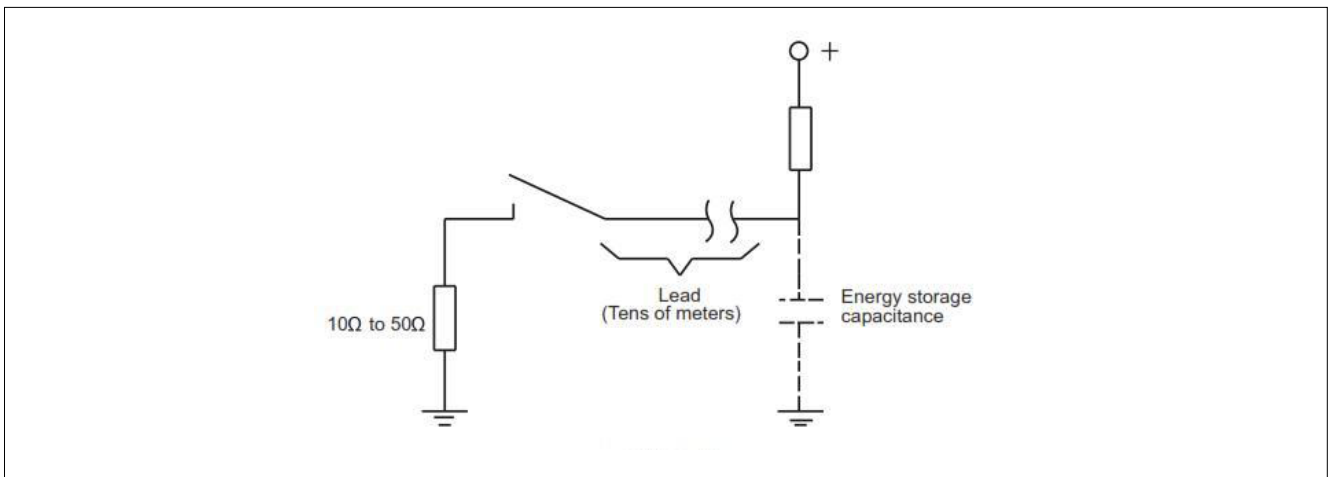 +
10Ω to 50Ω
Lead
(Tens of meters)
Energy storage
capacitance